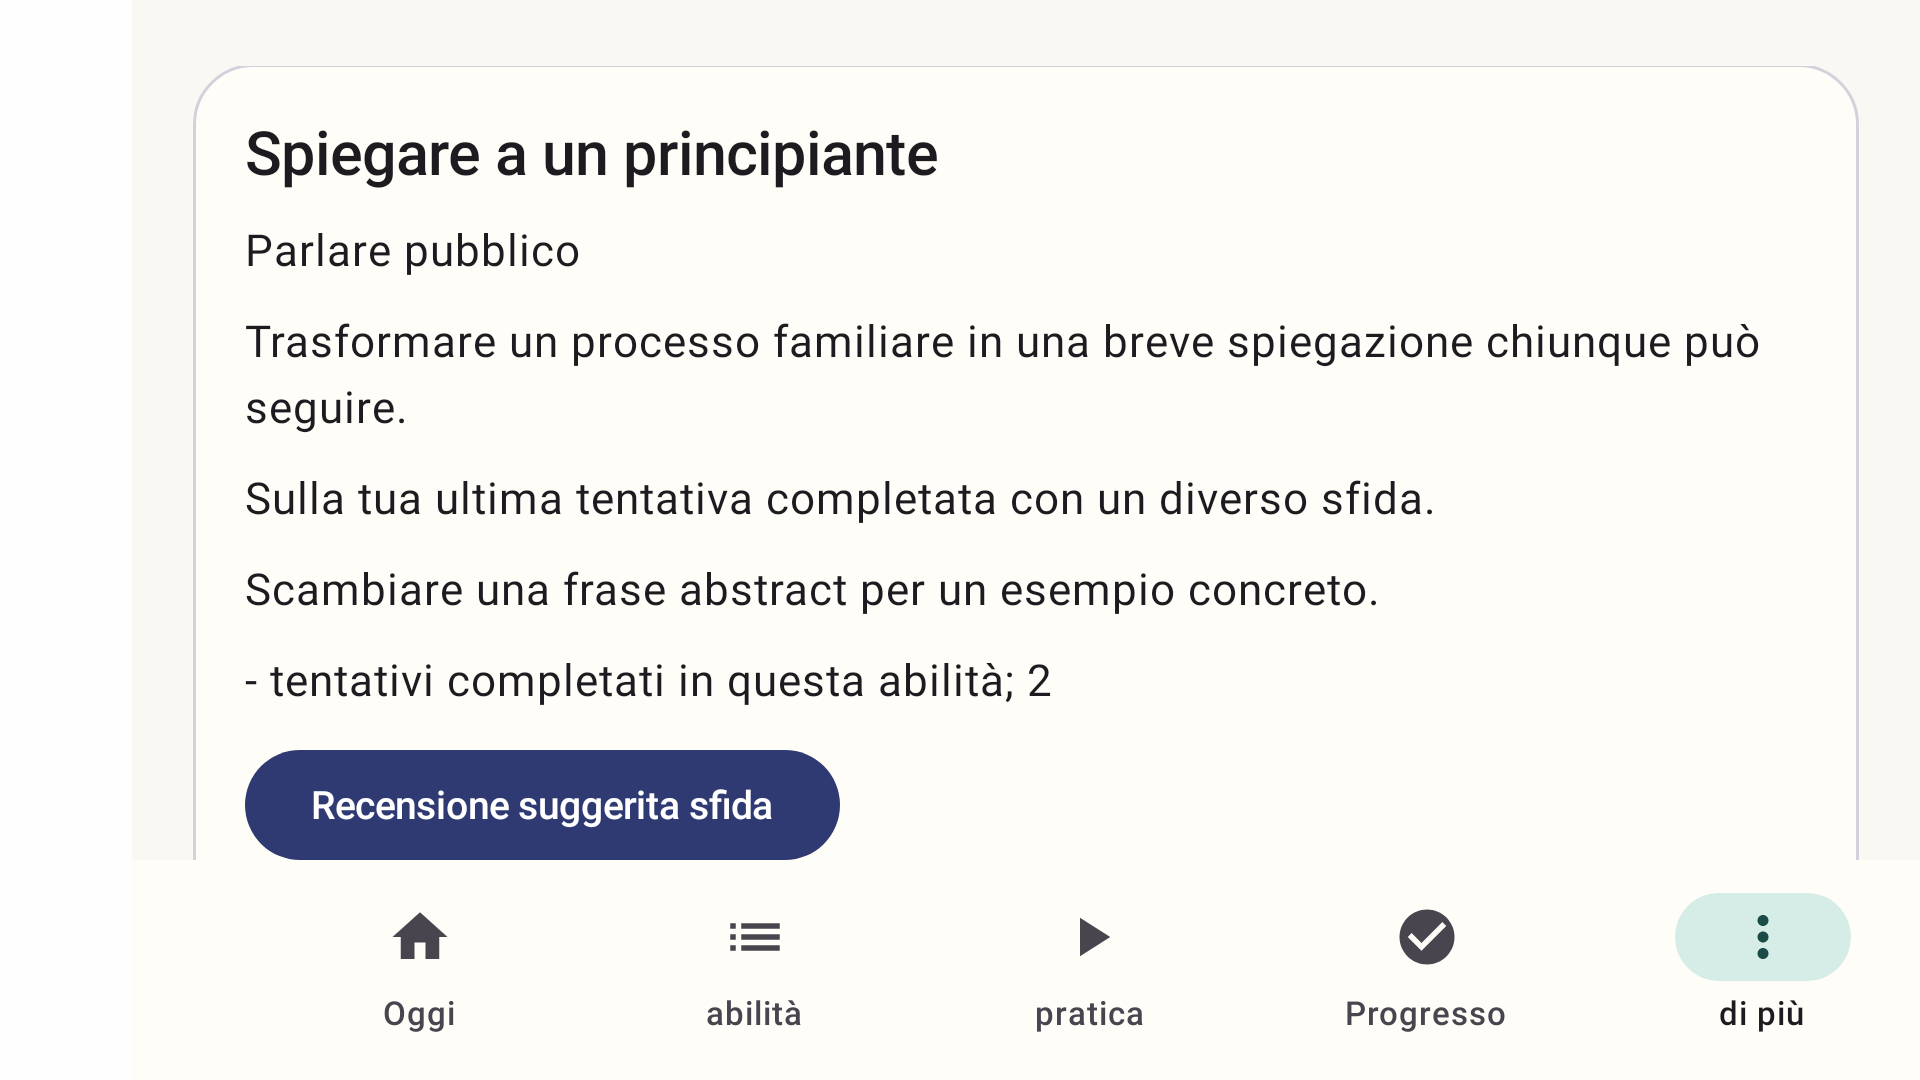 Spiegare a un principiante
Parlare pubblico
Trasformare un processo familiare in una breve spiegazione chiunque può
seguire.
Sulla tua ultima tentativa completata con un diverso sfida.
Scambiare una frase abstract per un esempio concreto.
- tentativi completati in questa abilità; 2
Recensione suggerita sfida
Oggi
abilità
pratica
Progresso
di più